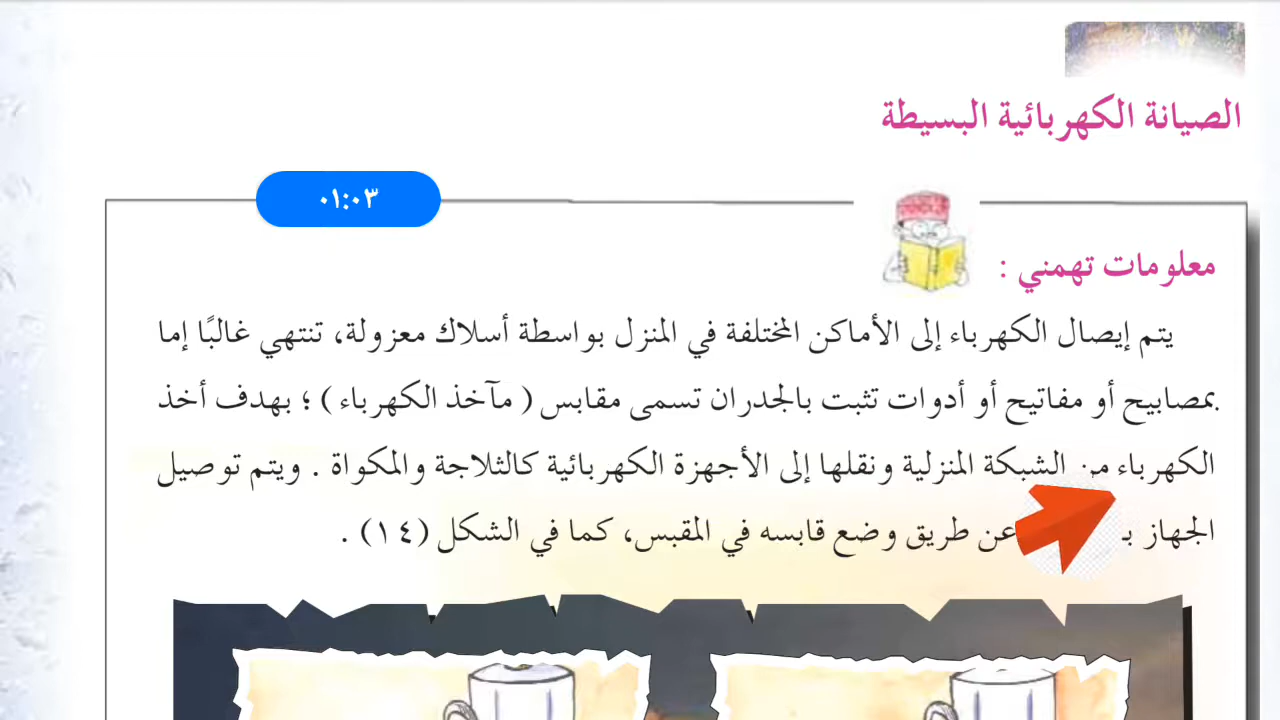 الصيانة الكهربائية البسيطة
٠١:٠٣
معلومات تهمني :
يتم إيصال الكهرباء إلى الأماكن المختلفة في المنزل بواسطة أسلاك معزولة، تنتهي غالبًا إما
بمصابيح أو مفاتيح أو أدوات تثبت بالجدران تسمى مقابس ( مآخذ الكهرباء ) ؛ بهدف أخذ
الكهرباء من الشبكة المنزلية ونقلها إلى الأجهزة الكهربائية كالثلاجة والمكواة . ويتم توصيل
الجهاز عن طريق وضع قابسه في المقبس، كما في الشكل (١٤) .